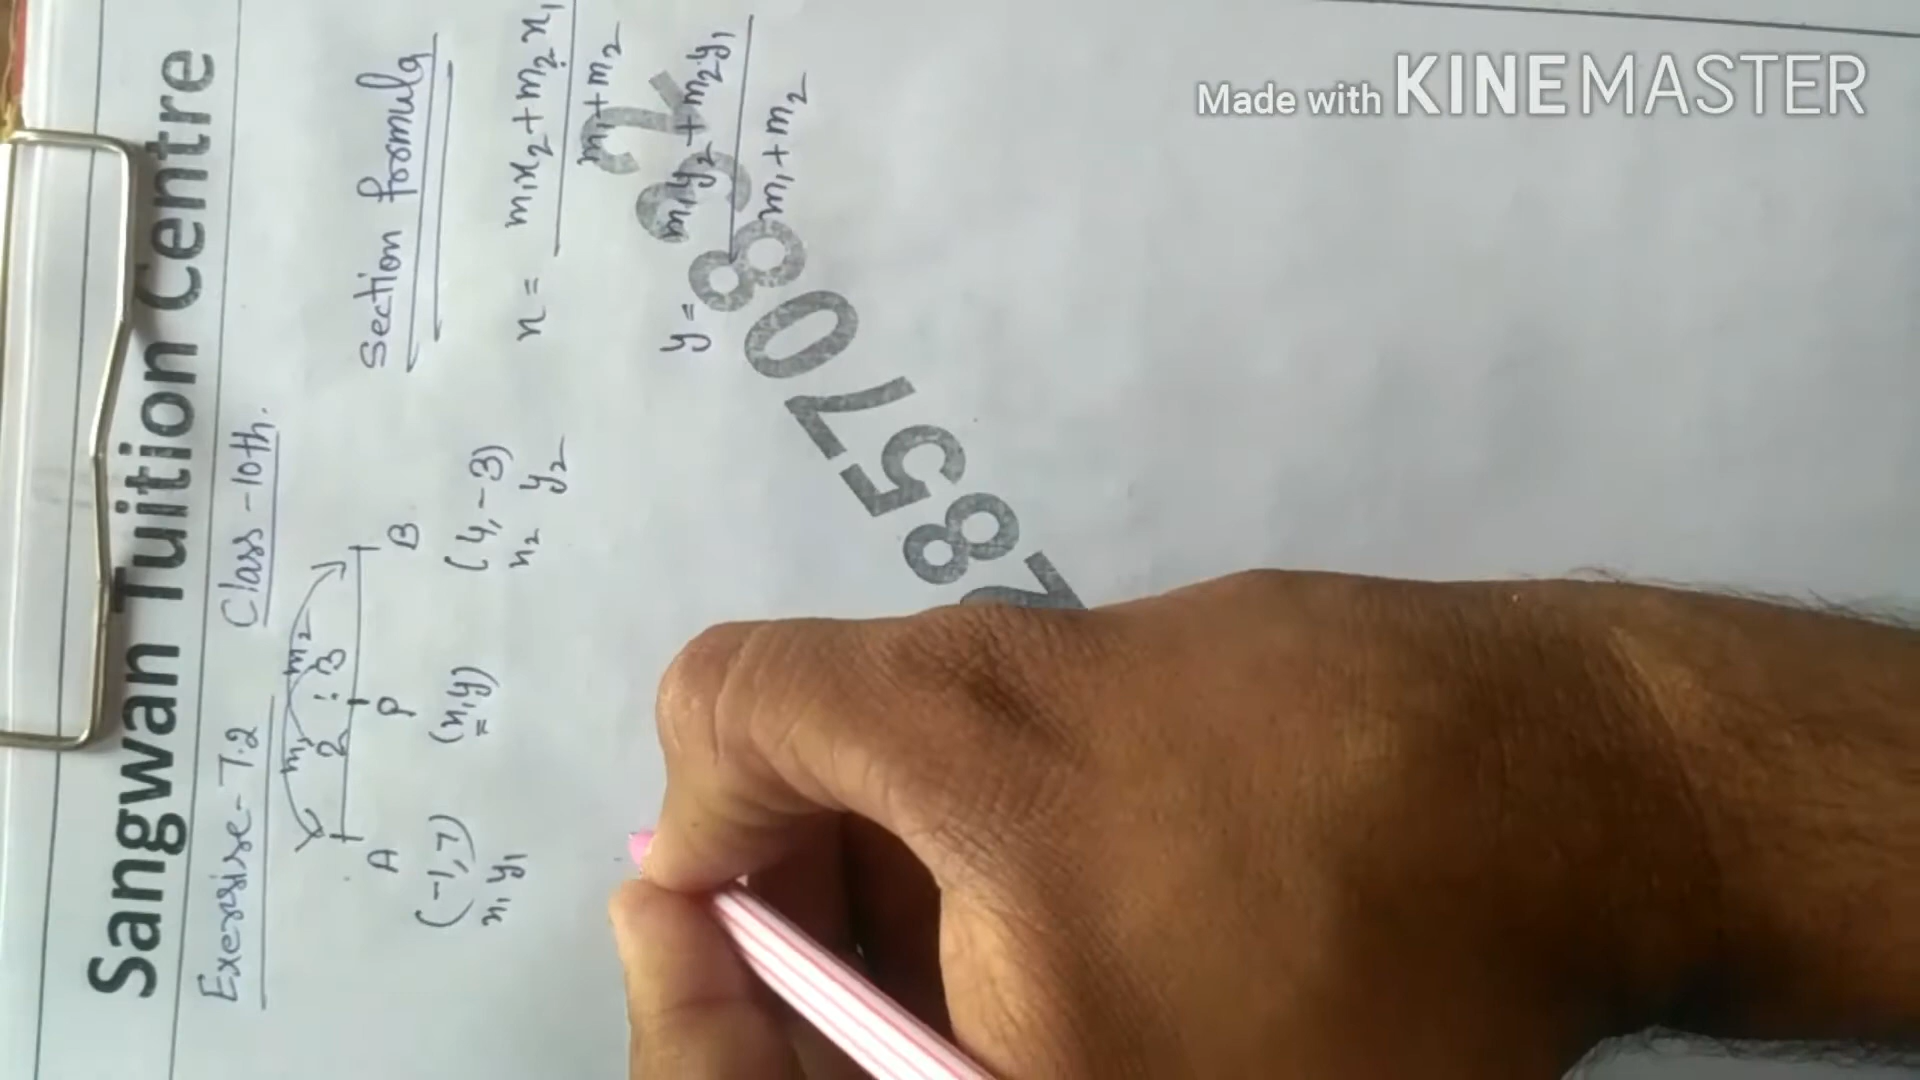 Sangwan Tuition Centre
Exersise- 7.2 Class-10th.
m1 m2
2 : 3
A P B
(-1,7) (x,y) (4,-3)
x1 y1 x2 y2
Section formula
x = m1x2+m2x1
m1+m2
y = m1y2+m2y1
m1+m2
Made with KINEMASTER